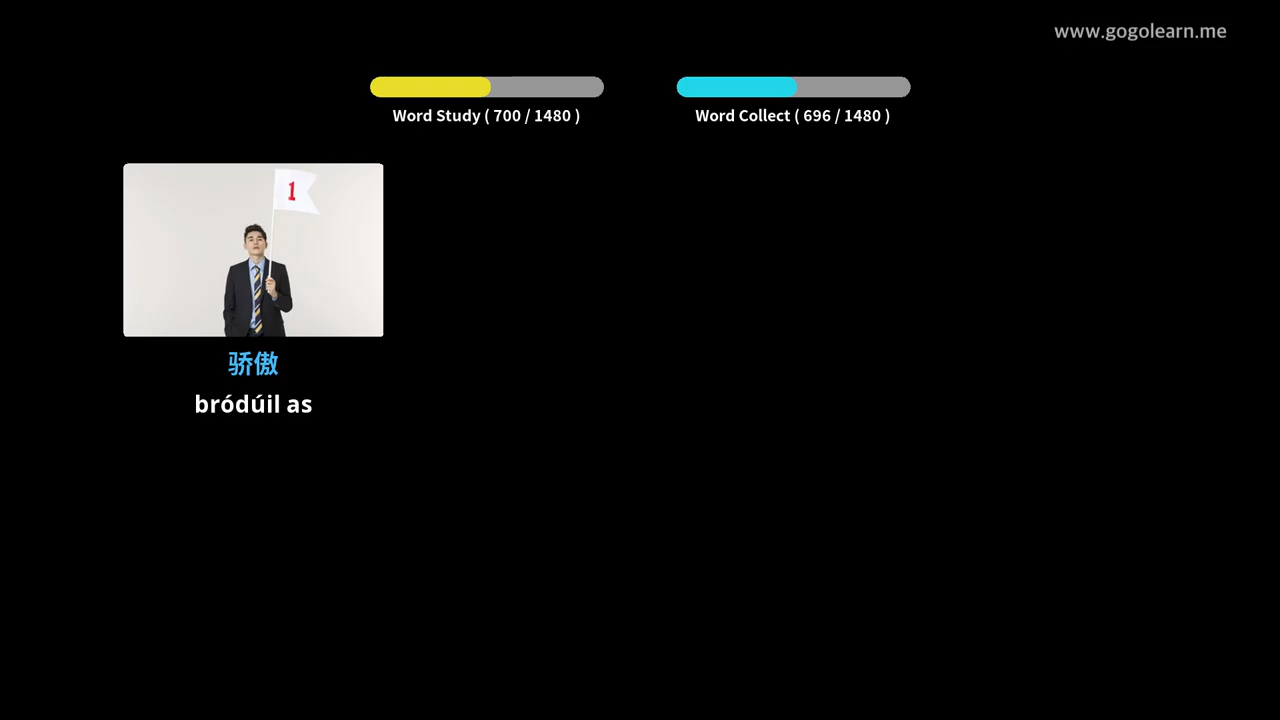 www.gogolearn.me
Word Study ( 700 / 1480 )
Word Collect ( 696 / 1480 )
1
骄傲
bródúil as